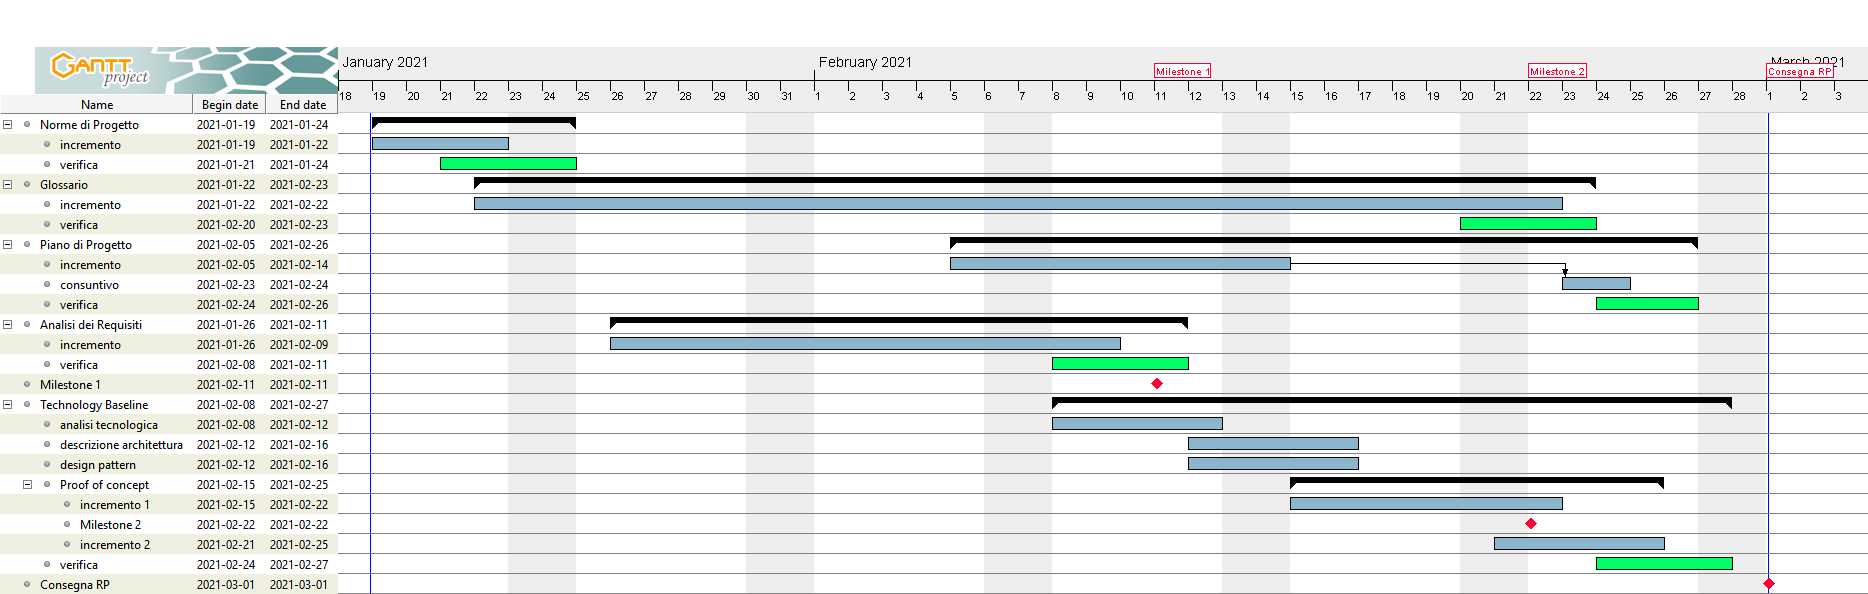 GANTT
project
January 2021
February 2021
March 2021
Milestone 1
Milestone 2
Consegna RP
18 19 20 21 22 23 24 25 26 27 28 29 30 31 1 2 3 4 5 6 7 8 9 10 11 12 13 14 15 16 17 18 19 20 21 22 23 24 25 26 27 28 1 2 3
Name Begin date End date
Norme di Progetto 2021-01-19 2021-01-24
incremento 2021-01-19 2021-01-22
verifica 2021-01-21 2021-01-24
Glossario 2021-01-22 2021-02-23
incremento 2021-01-22 2021-02-22
verifica 2021-02-20 2021-02-23
Piano di Progetto 2021-02-05 2021-02-26
incremento 2021-02-05 2021-02-14
consuntivo 2021-02-23 2021-02-24
verifica 2021-02-24 2021-02-26
Analisi dei Requisiti 2021-01-26 2021-02-11
incremento 2021-01-26 2021-02-09
verifica 2021-02-08 2021-02-11
Milestone 1 2021-02-11 2021-02-11
Technology Baseline 2021-02-08 2021-02-27
analisi tecnologica 2021-02-08 2021-02-12
descrizione architettura 2021-02-12 2021-02-16
design pattern 2021-02-12 2021-02-16
Proof of concept 2021-02-15 2021-02-25
incremento 1 2021-02-15 2021-02-22
Milestone 2 2021-02-22 2021-02-22
incremento 2 2021-02-21 2021-02-25
verifica 2021-02-24 2021-02-27
Consegna RP 2021-03-01 2021-03-01